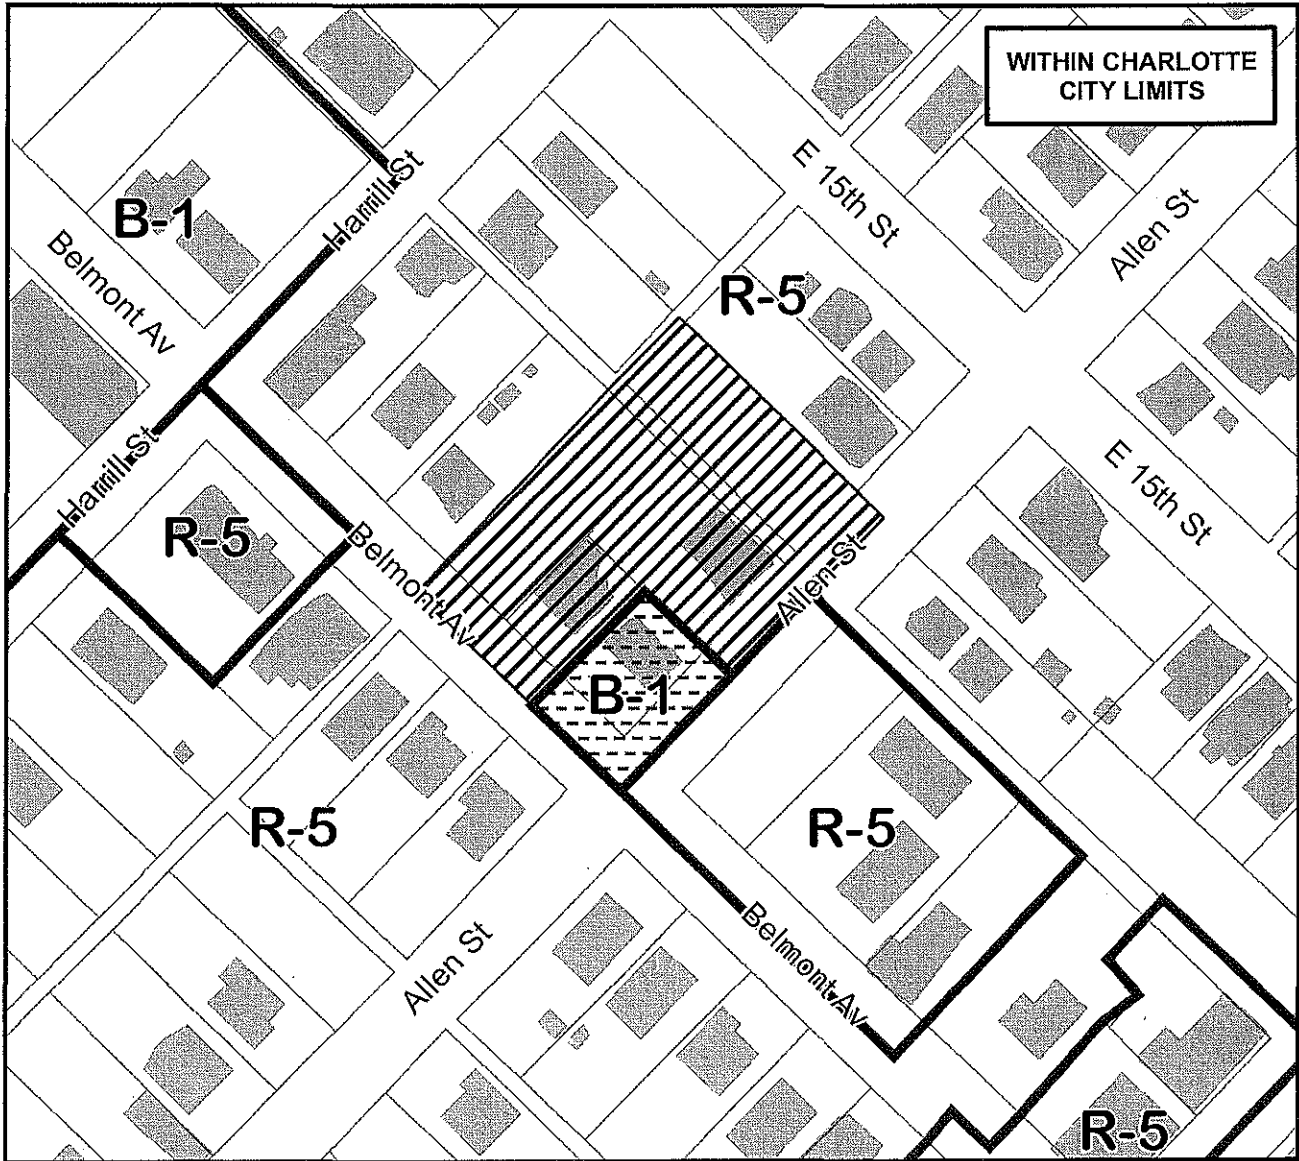 WITHIN CHARLOTTE
CITY LIMITS
Harrill St
E 15th St
Allen St
B-1
Belmont Av
R-5
Harrill St
R-5
Belmont Av
E 15th St
Allen St
B-1
R-5
R-5
Allen St
Belmont Av
R-5